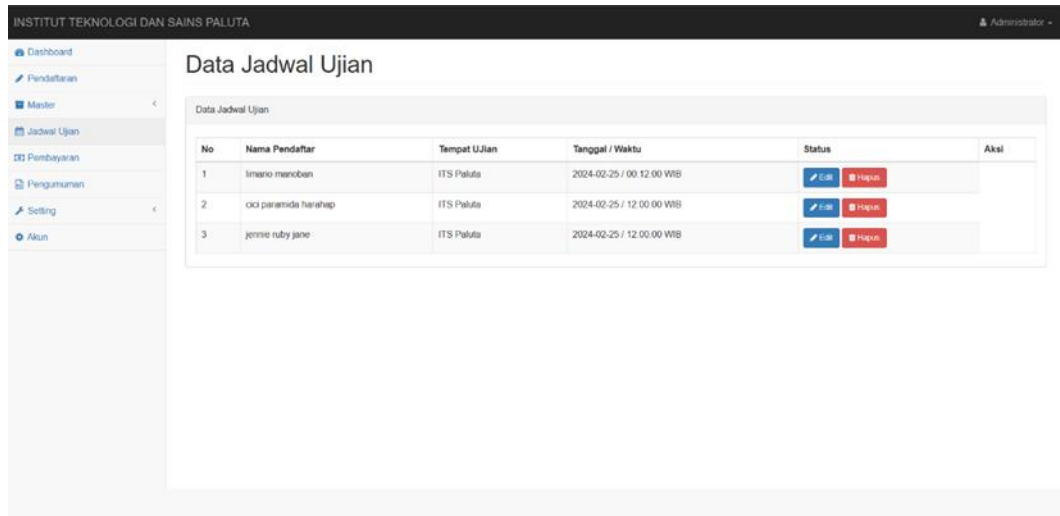 INSTITUT TEKNOLOGI DAN SAINS PALUTA
Administrator
Dashboard
Pendaftaran
Master
Jadwal Ujian
Pembayaran
Pengumuman
Setting
Akun
Data Jadwal Ujian
Data Jadwal Ujian
No Nama Pendaftar Tempat UJian Tanggal / Waktu Status Aksi
1 limario manoban ITS Paluta 2024-02-25 / 00:12:00 WIB Edit Hapus
2 cici paramida harahap ITS Paluta 2024-02-25 / 12:00:00 WIB Edit Hapus
3 jennie ruby jane ITS Paluta 2024-02-25 / 12:00:00 WIB Edit Hapus